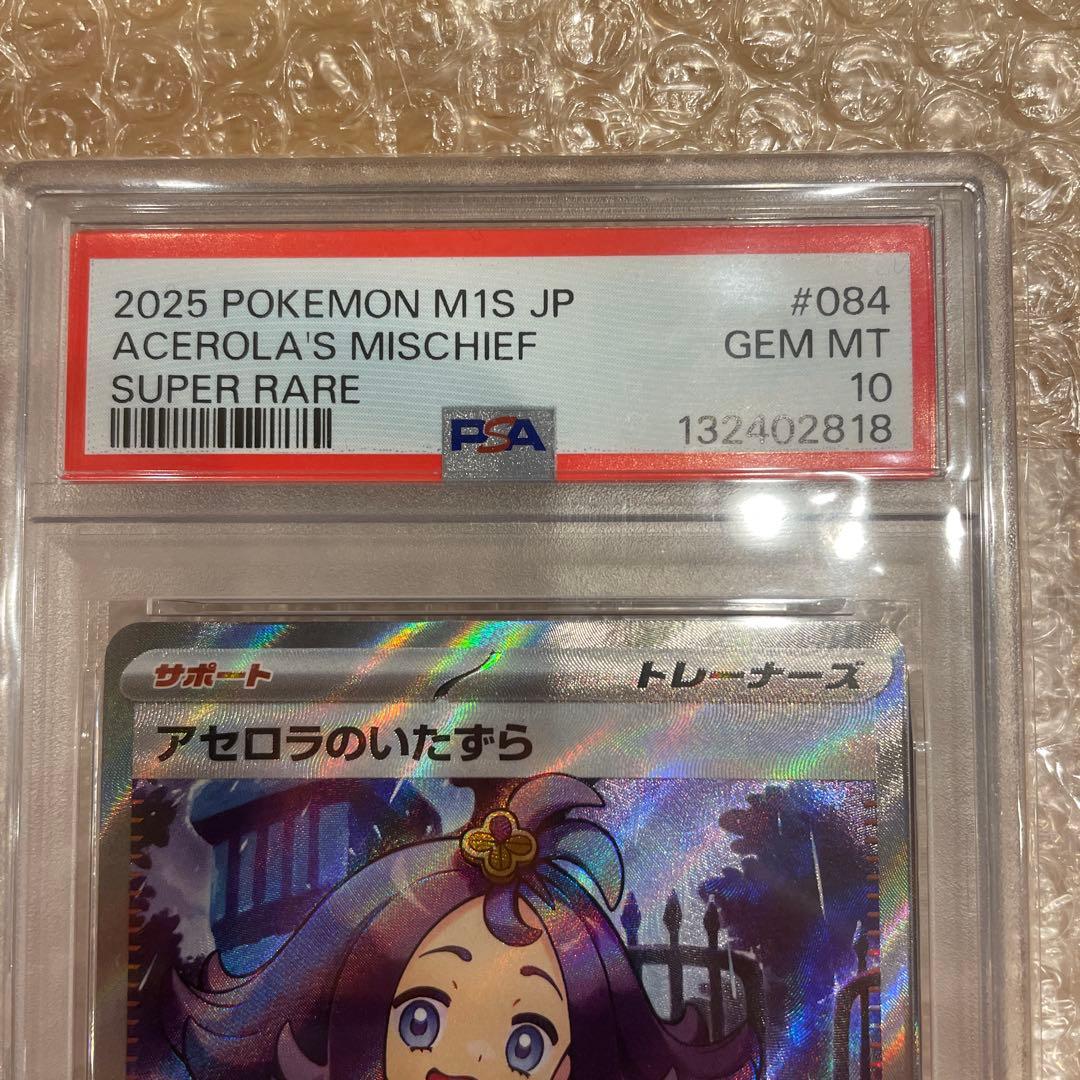 2025 POKEMON M1S JP #084
ACEROLA'S MISCHIEF GEM MT
SUPER RARE 10
PSA 132402818
サポート トレーナーズ
アセロラのいたずら